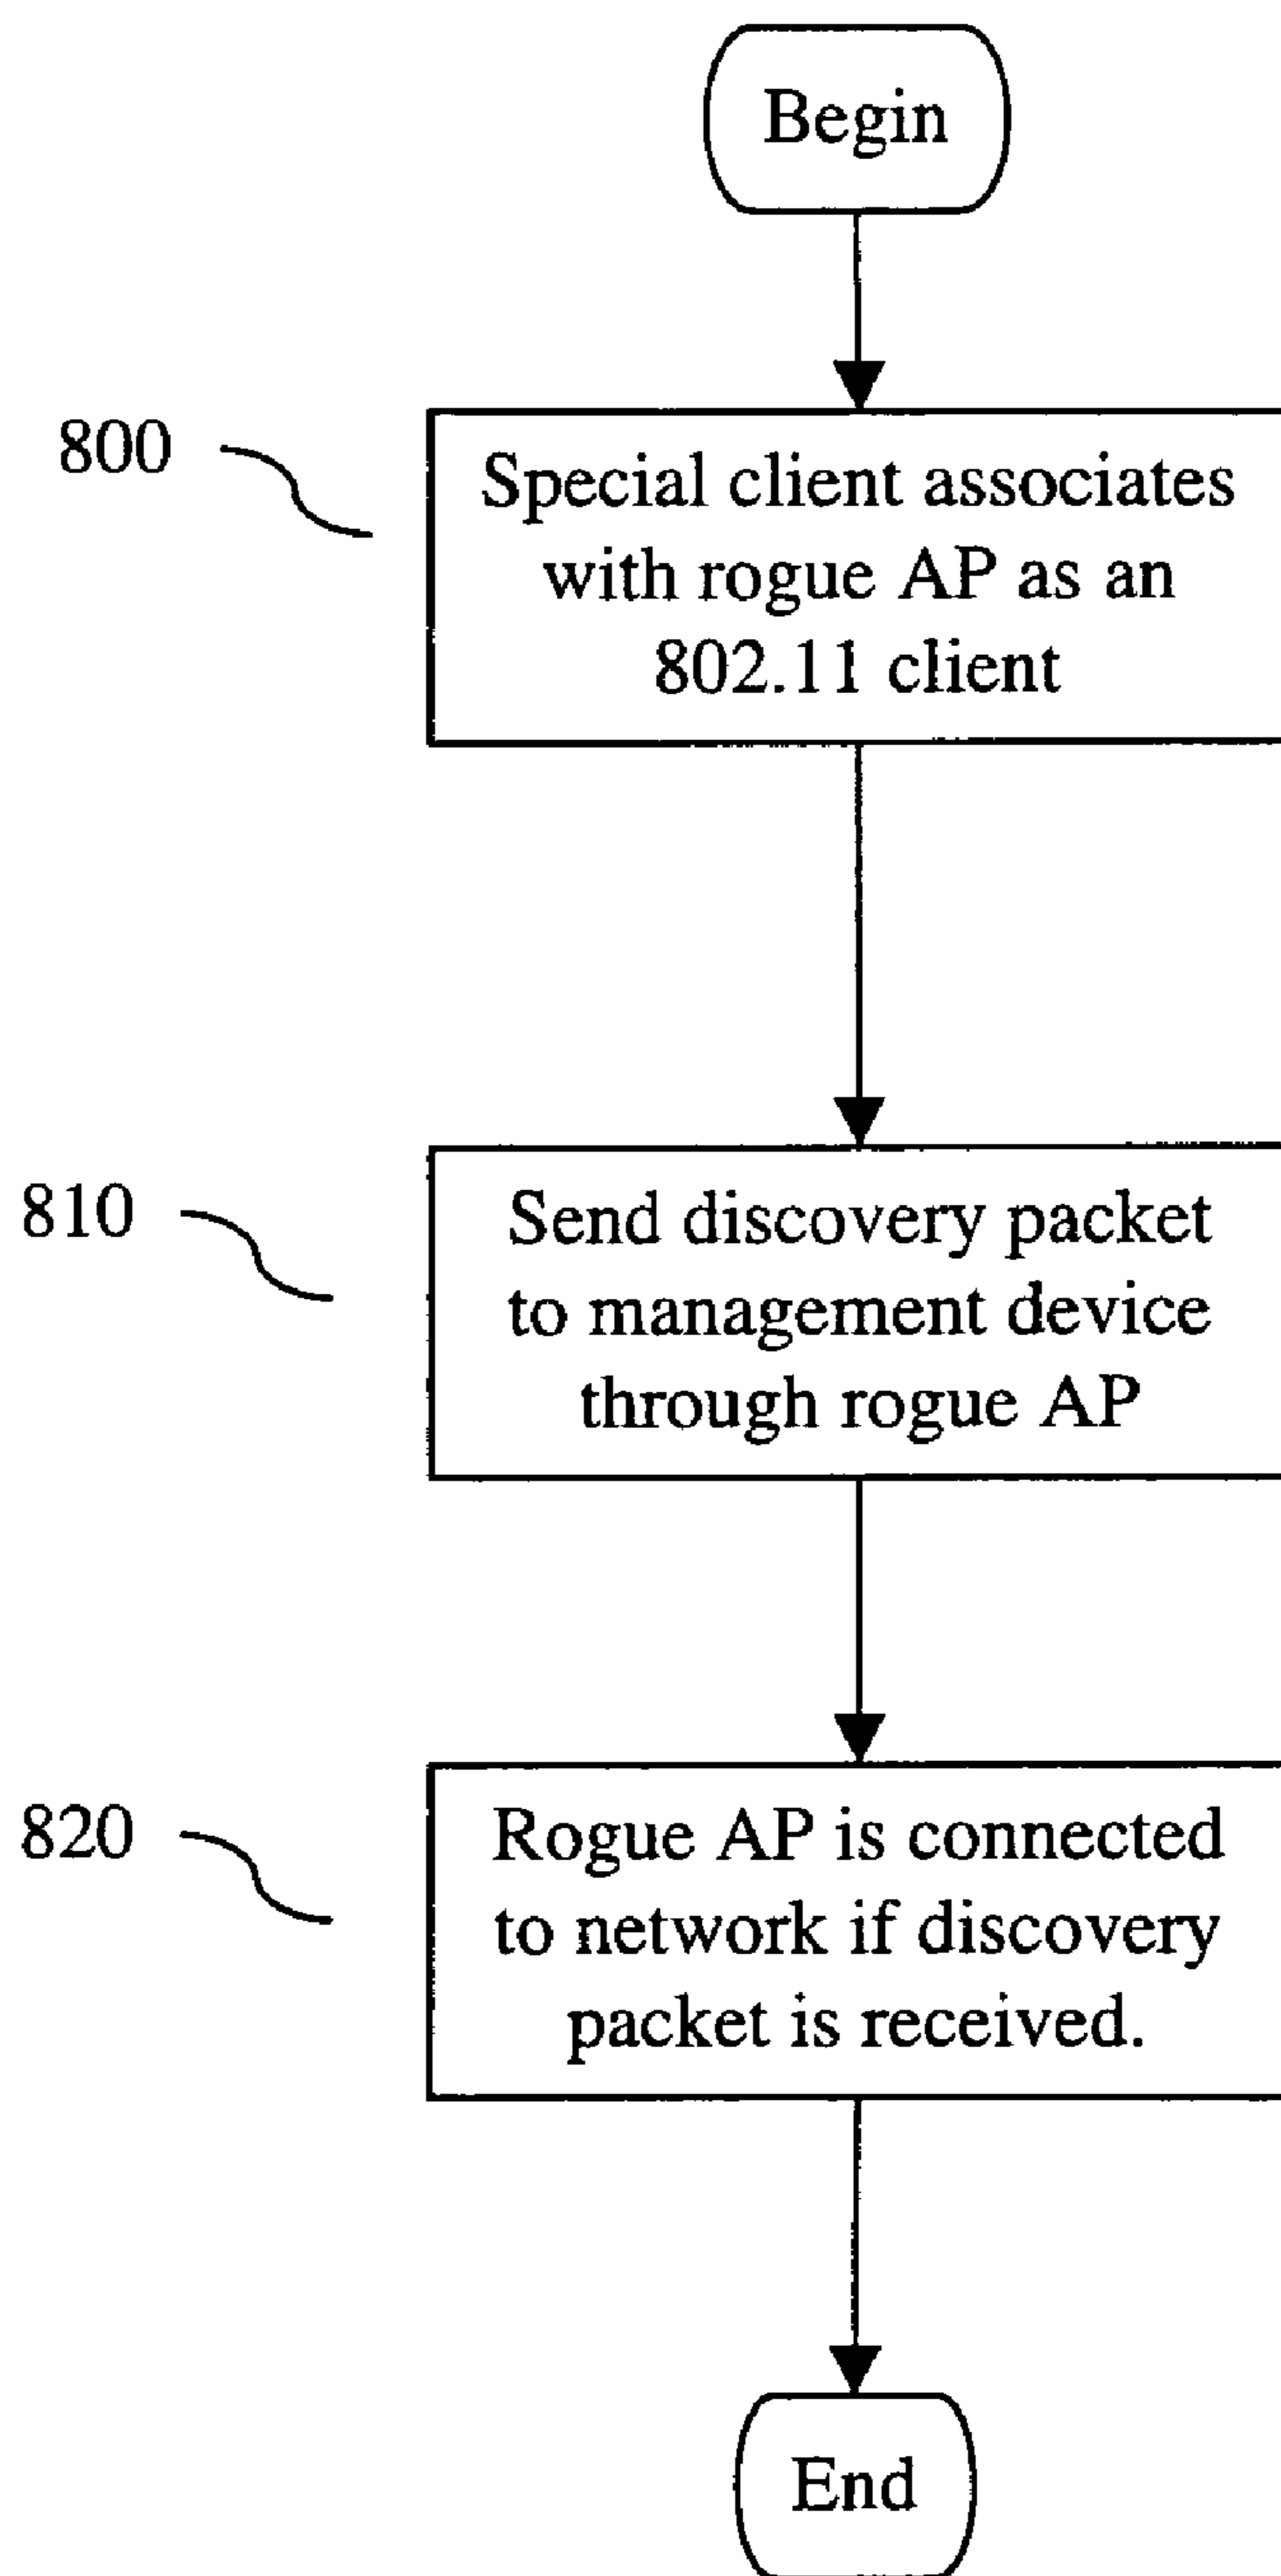 Begin
800
Special client associates
with rogue AP as an
802.11 client
810
Send discovery packet
to management device
through rogue AP
820
Rogue AP is connected
to network if discovery
packet is received.
End